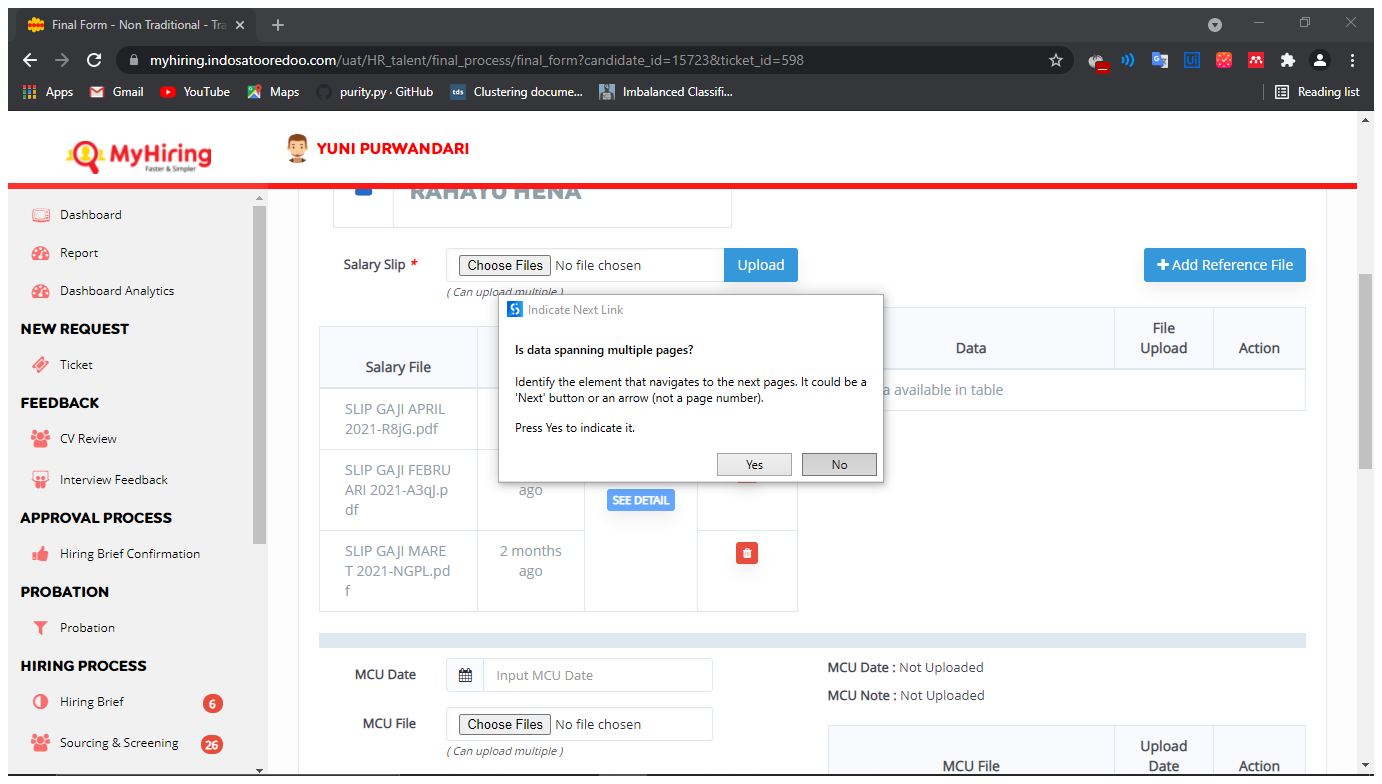 Final Form - Non Traditional - Tra
myhiring.indosatooredoo.com/uat/HR_talent/final_process/final_form?candidate_id=15723&ticket_id=598
Apps
Gmail
YouTube
Maps
purity.py · GitHub
tds
Clustering docume...
Imbalanced Classifi...
Reading list
MyHiring
Faster & Simpler
YUNI PURWANDARI
Dashboard
Report
Dashboard Analytics
NEW REQUEST
Ticket
FEEDBACK
CV Review
Interview Feedback
APPROVAL PROCESS
Hiring Brief Confirmation
PROBATION
Probation
HIRING PROCESS
Hiring Brief
6
Sourcing & Screening
26
RAHAYU HENA
Salary Slip *
Choose Files No file chosen
Upload
( Can upload multiple )
+ Add Reference File
Indicate Next Link
Is data spanning multiple pages?
Identify the element that navigates to the next pages. It could be a
'Next' button or an arrow (not a page number).
Press Yes to indicate it.
Yes
No
Salary File
SLIP GAJI APRIL
2021-R8jG.pdf
SLIP GAJI FEBRU
ARI 2021-A3qJ.p
df
ago
SEE DETAIL
SLIP GAJI MARE
T 2021-NGPL.pd
f
2 months
ago
Data
File
Upload
Action
a available in table
MCU Date
Input MCU Date
MCU File
Choose Files No file chosen
( Can upload multiple )
MCU Date : Not Uploaded
MCU Note : Not Uploaded
MCU File
Upload
Date
Action